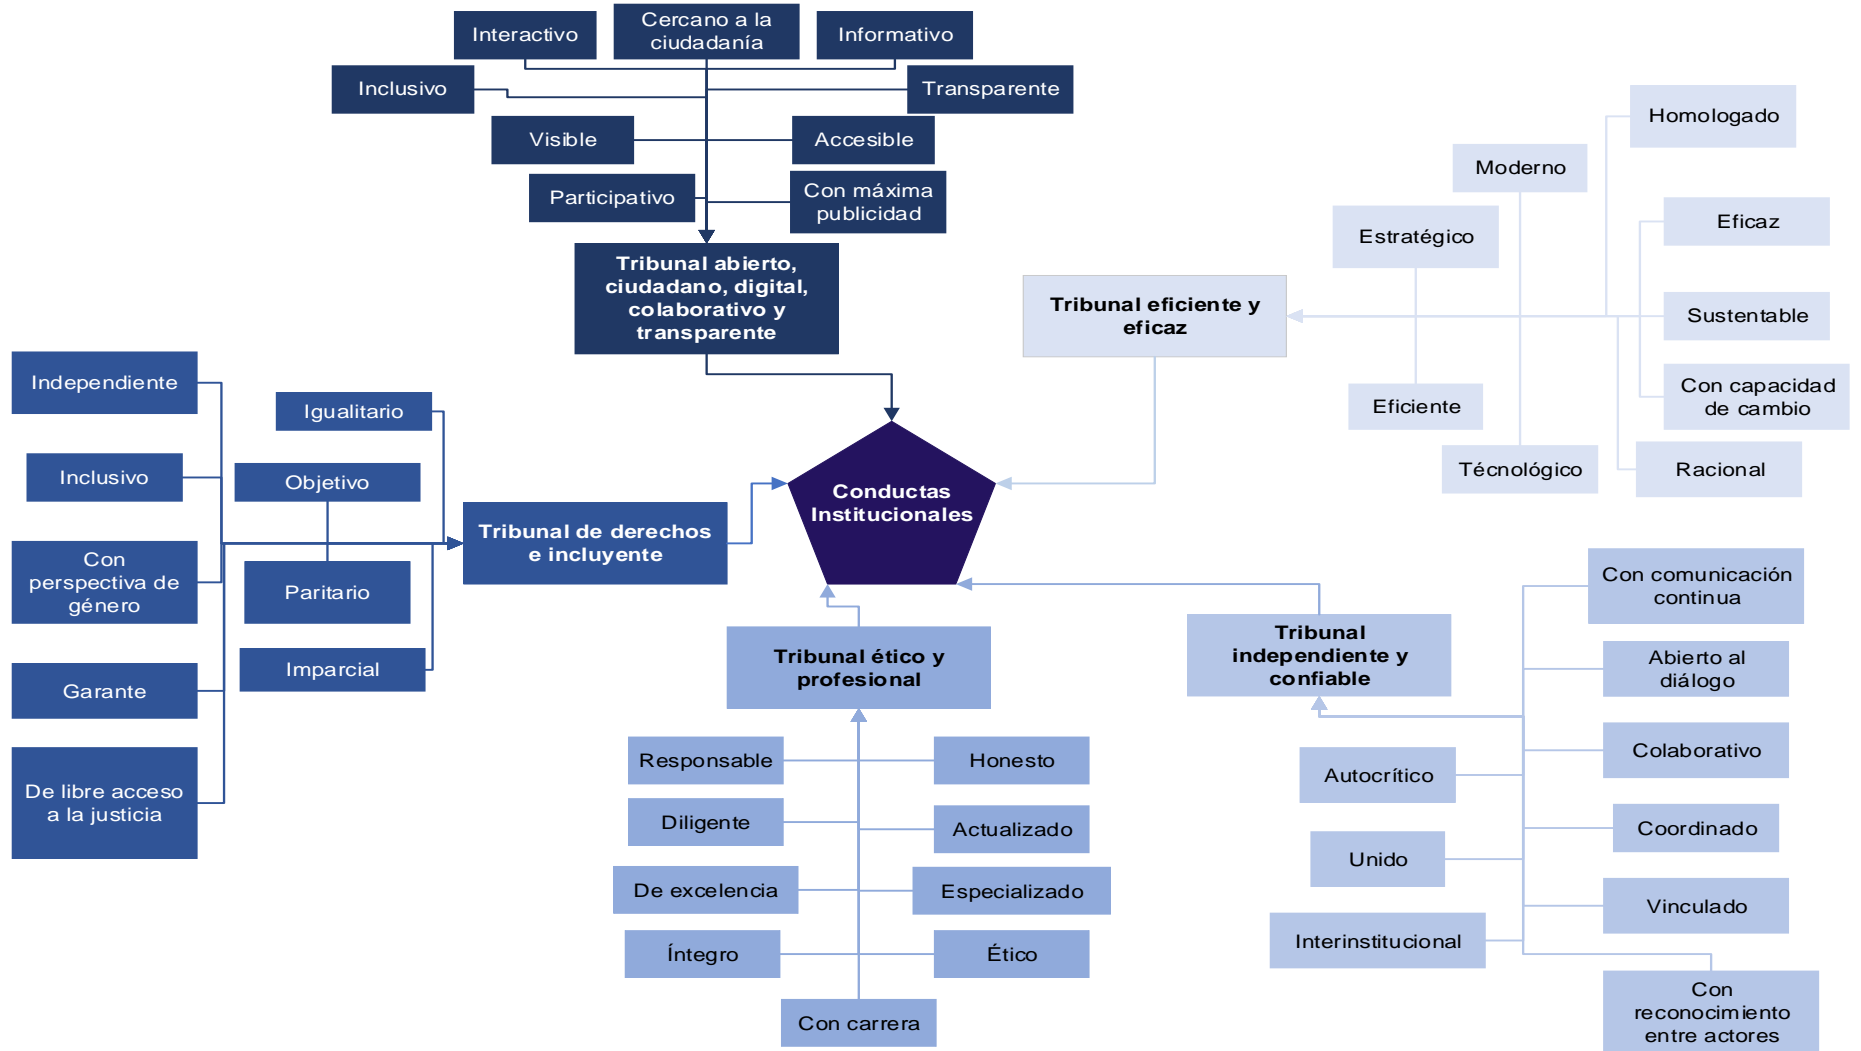 Interactivo
Cercano a la
ciudadanía
Informativo
Inclusivo
Transparente
Visible
Accesible
Participativo
Con máxima
publicidad
Tribunal abierto,
ciudadano, digital,
colaborativo y
transparente
Homologado
Moderno
Estratégico
Eficaz
Tribunal eficiente y
eficaz
Sustentable
Eficiente
Con capacidad
de cambio
Técnológico
Racional
Independiente
Igualitario
Inclusivo
Objetivo
Con
perspectiva de
género
Paritario
Garante
Imparcial
De libre acceso
a la justicia
Tribunal de derechos
e incluyente
Conductas
Institucionales
Tribunal ético y
profesional
Responsable
Honesto
Diligente
Actualizado
De excelencia
Especializado
Íntegro
Ético
Con carrera
Tribunal
independiente y
confiable
Con comunicación
continua
Abierto al
diálogo
Autocrítico
Colaborativo
Unido
Coordinado
Interinstitucional
Vinculado
Con
reconocimiento
entre actores